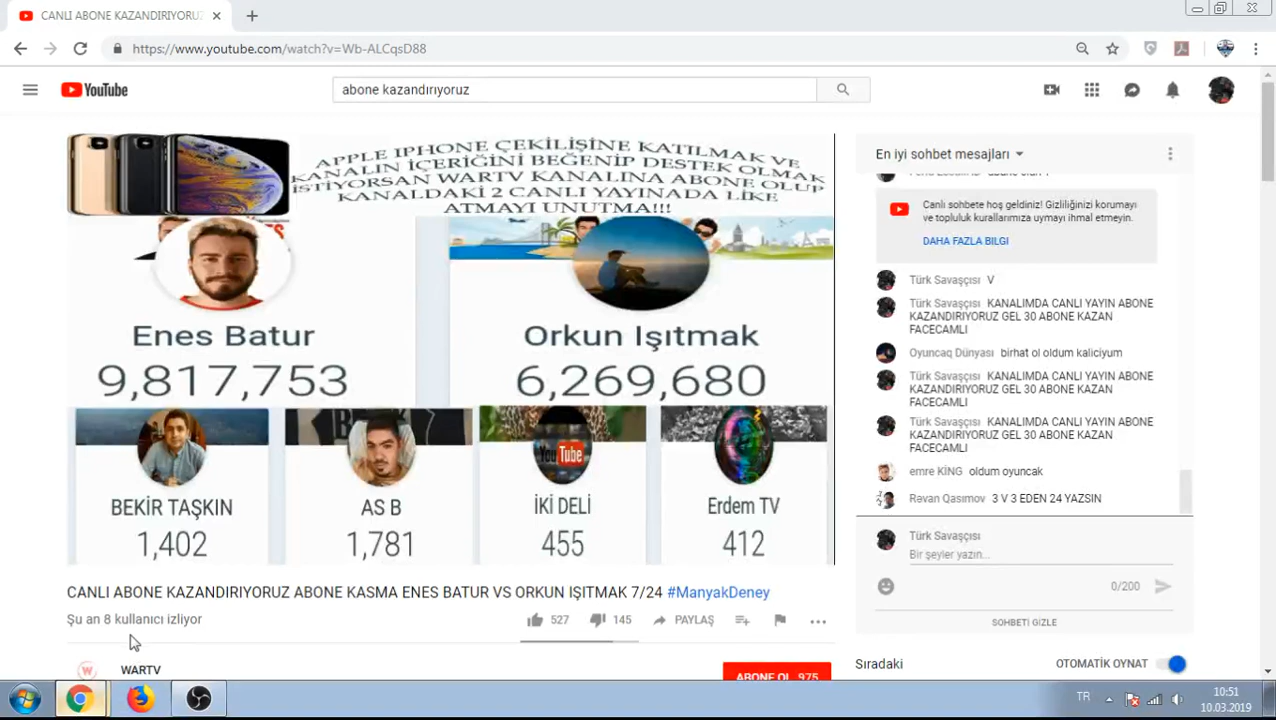 CANLI ABONE KAZANDIRIYORUZ
https://www.youtube.com/watch?v=Wb-ALCqsD88
YouTube
abone kazandırıyoruz
APPLE IPHONE ÇEKİLİŞİNE KATILMAK VE
KANALIN İÇERİĞİNİ BEĞENİP DESTEK OLMAK
İSTİYORSAN WARTV KANALINA ABONE OLUP
KANALDAKİ 2 CANLI YAYINADA LİKE
ATMAYI UNUTMA!!!
Enes Batur
9,817,753
Orkun Işıtmak
6,269,680
BEKİR TAŞKIN
1,402
AS B
1,781
You Tube
İKİ DELİ
455
Erdem TV
412
CANLI ABONE KAZANDIRIYORUZ ABONE KASMA ENES BATUR VS ORKUN IŞITMAK 7/24 #ManyakDeney
Şu an 8 kullanıcı izliyor
527
145
PAYLAŞ
WARTV
ABONE OL 975
En iyi sohbet mesajları
Canlı sohbete hoş geldiniz! Gizliliğinizi korumayı
ve topluluk kurallarımıza uymayı ihmal etmeyin.
DAHA FAZLA BILGI
Türk Savaşçısı V
Türk Savaşçısı KANALIMDA CANLI YAYIN ABONE
KAZANDIRIYORUZ GEL 30 ABONE KAZAN
FACECAMLI
Oyuncaq Dünyası birhat ol oldum kaliciyum
Türk Savaşçısı KANALIMDA CANLI YAYIN ABONE
KAZANDIRIYORUZ GEL 30 ABONE KAZAN
FACECAMLI
Türk Savaşçısı KANALIMDA CANLI YAYIN ABONE
KAZANDIRIYORUZ GEL 30 ABONE KAZAN
FACECAMLI
emre KİNG oldum oyuncak
Rəvan Qasımov 3 V 3 EDEN 24 YAZSIN
Türk Savaşçısı
Bir şeyler yazın...
0/200
SOHBETİ GİZLE
Sıradaki
OTOMATİK OYNAT
TR
10:51
10.03.2019